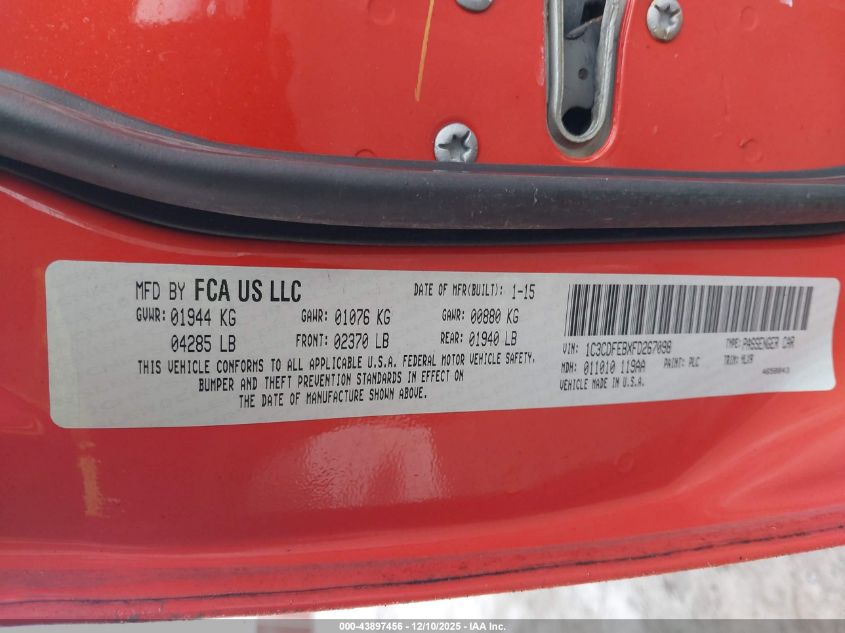 MFD BY FCA US LLC DATE OF MFR(BUILT): 1-15
GVWR: 01944 KG GAWR: 01076 KG GAWR: 00880 KG
04285 LB FRONT: 02370 LB REAR: 01940 LB
THIS VEHICLE CONFORMS TO ALL APPLICABLE U.S.A. FEDERAL MOTOR VEHICLE SAFETY,
BUMPER AND THEFT PREVENTION STANDARDS IN EFFECT ON
THE DATE OF MANUFACTURE SHOWN ABOVE.
VIN: 1C3CDFEBXFD267098 TYPE: PASSENGER CAR
MDH: 011010 119AA PAINT: PLC TRIM:
VEHICLE MADE IN U.S.A. 4658043
000-43897456 - 12/10/2025 - IAA Inc.